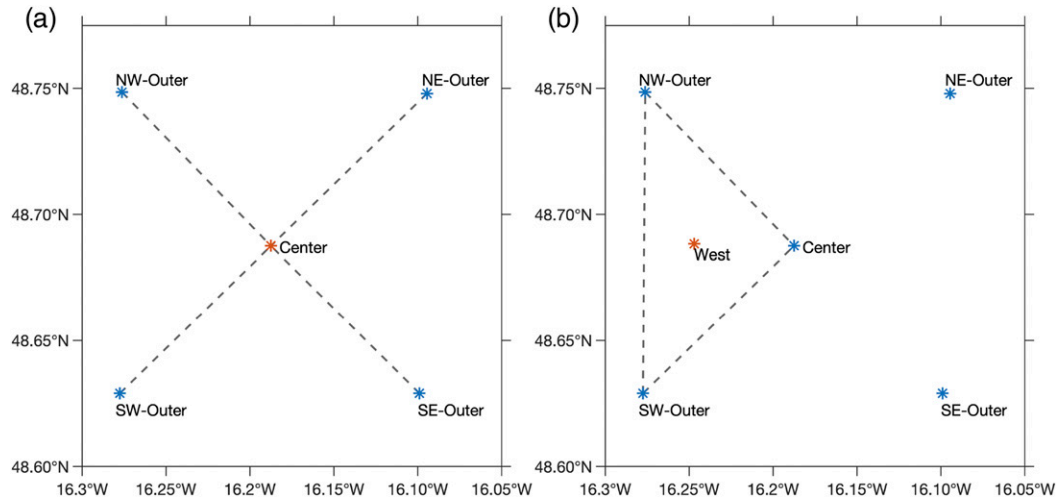 (a)
(b)
48.75°N
48.70°N
48.65°N
48.60°N
NW-Outer
NE-Outer
Center
SW-Outer
SE-Outer
16.3°W 16.25°W 16.2°W 16.15°W 16.10°W 16.05°W
48.75°N
48.70°N
48.65°N
48.60°N
NW-Outer
NE-Outer
West
Center
SW-Outer
SE-Outer
16.3°W 16.25°W 16.2°W 16.15°W 16.10°W 16.05°W